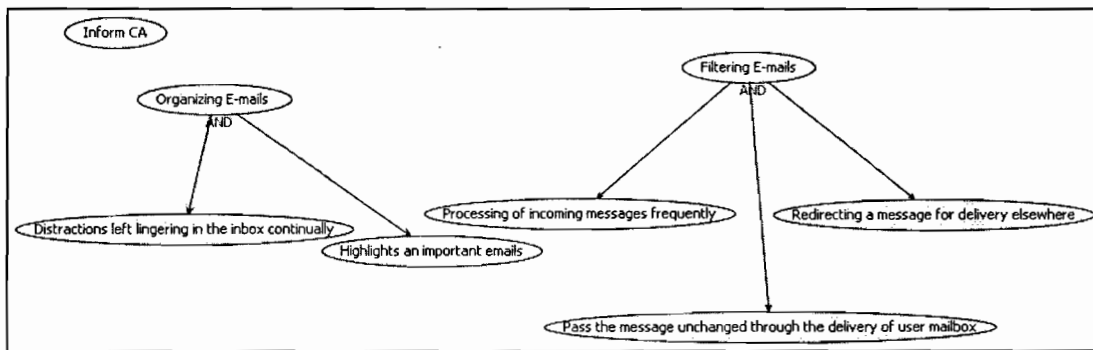 Inform CA
Filtering E-mails
AND
Organizing E-mails
AND
Processing of incoming messages frequently
Redirecting a message for delivery elsewhere
Distractions left lingering in the inbox continually
Highlights an important emails
Pass the message unchanged through the delivery of user mailbox